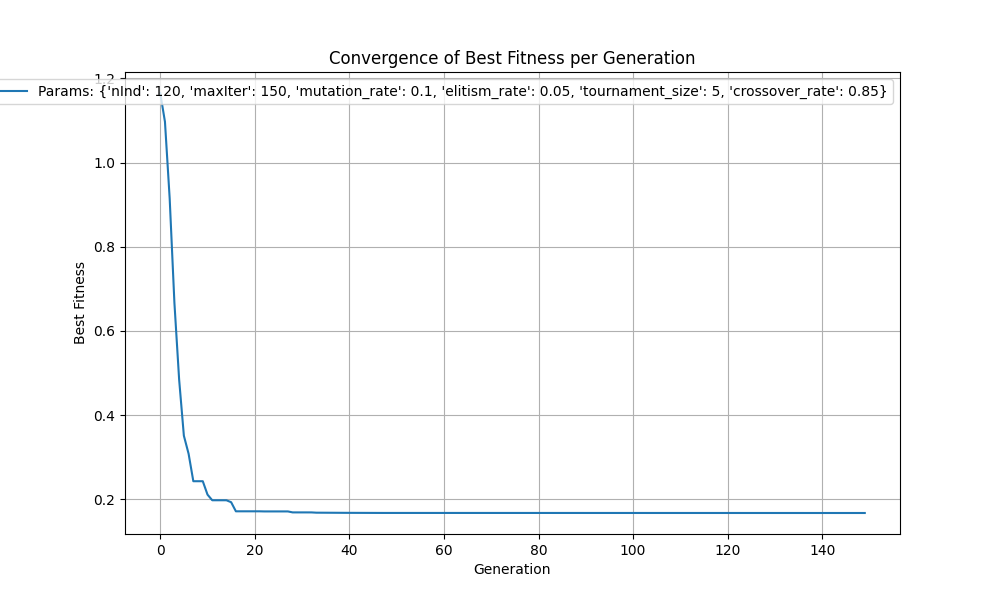 Convergence of Best Fitness per Generation
Params: {'nInd': 120, 'maxIter': 150, 'mutation_rate': 0.1, 'elitism_rate': 0.05, 'tournament_size': 5, 'crossover_rate': 0.85}
1.2
1.0
0.8
0.6
0.4
0.2
Best Fitness
0 20 40 60 80 100 120 140
Generation